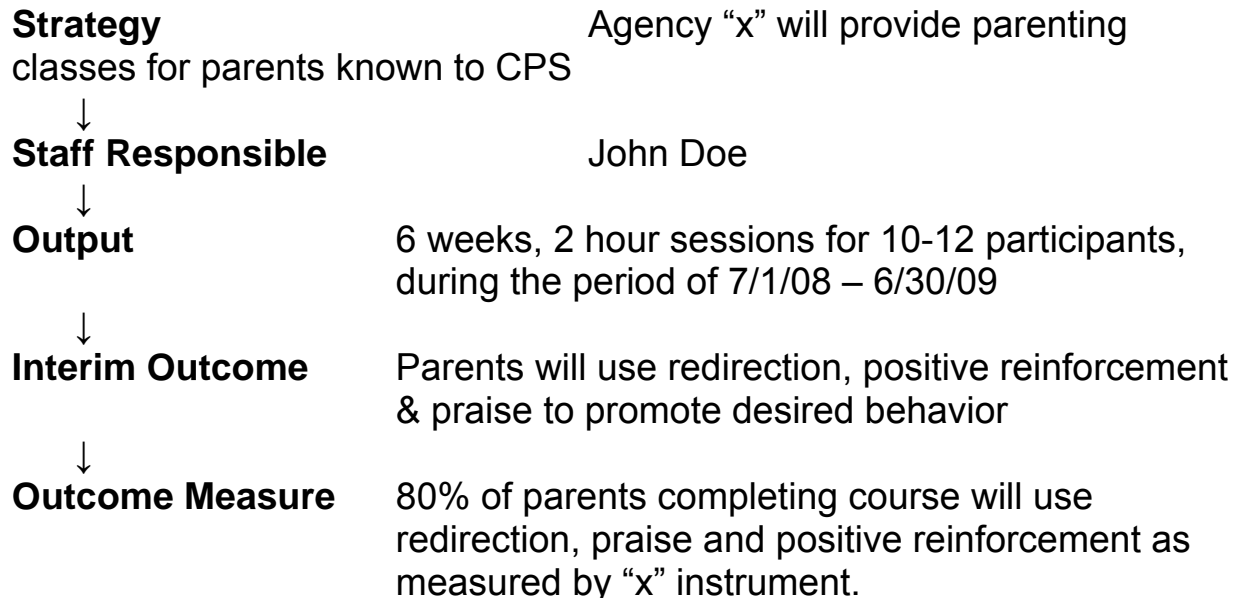 Strategy Agency “x” will provide parenting
classes for parents known to CPS
↓
Staff Responsible John Doe
↓
Output 6 weeks, 2 hour sessions for 10-12 participants,
during the period of 7/1/08 – 6/30/09
↓
Interim Outcome Parents will use redirection, positive reinforcement
& praise to promote desired behavior
↓
Outcome Measure 80% of parents completing course will use
redirection, praise and positive reinforcement as
measured by “x” instrument.